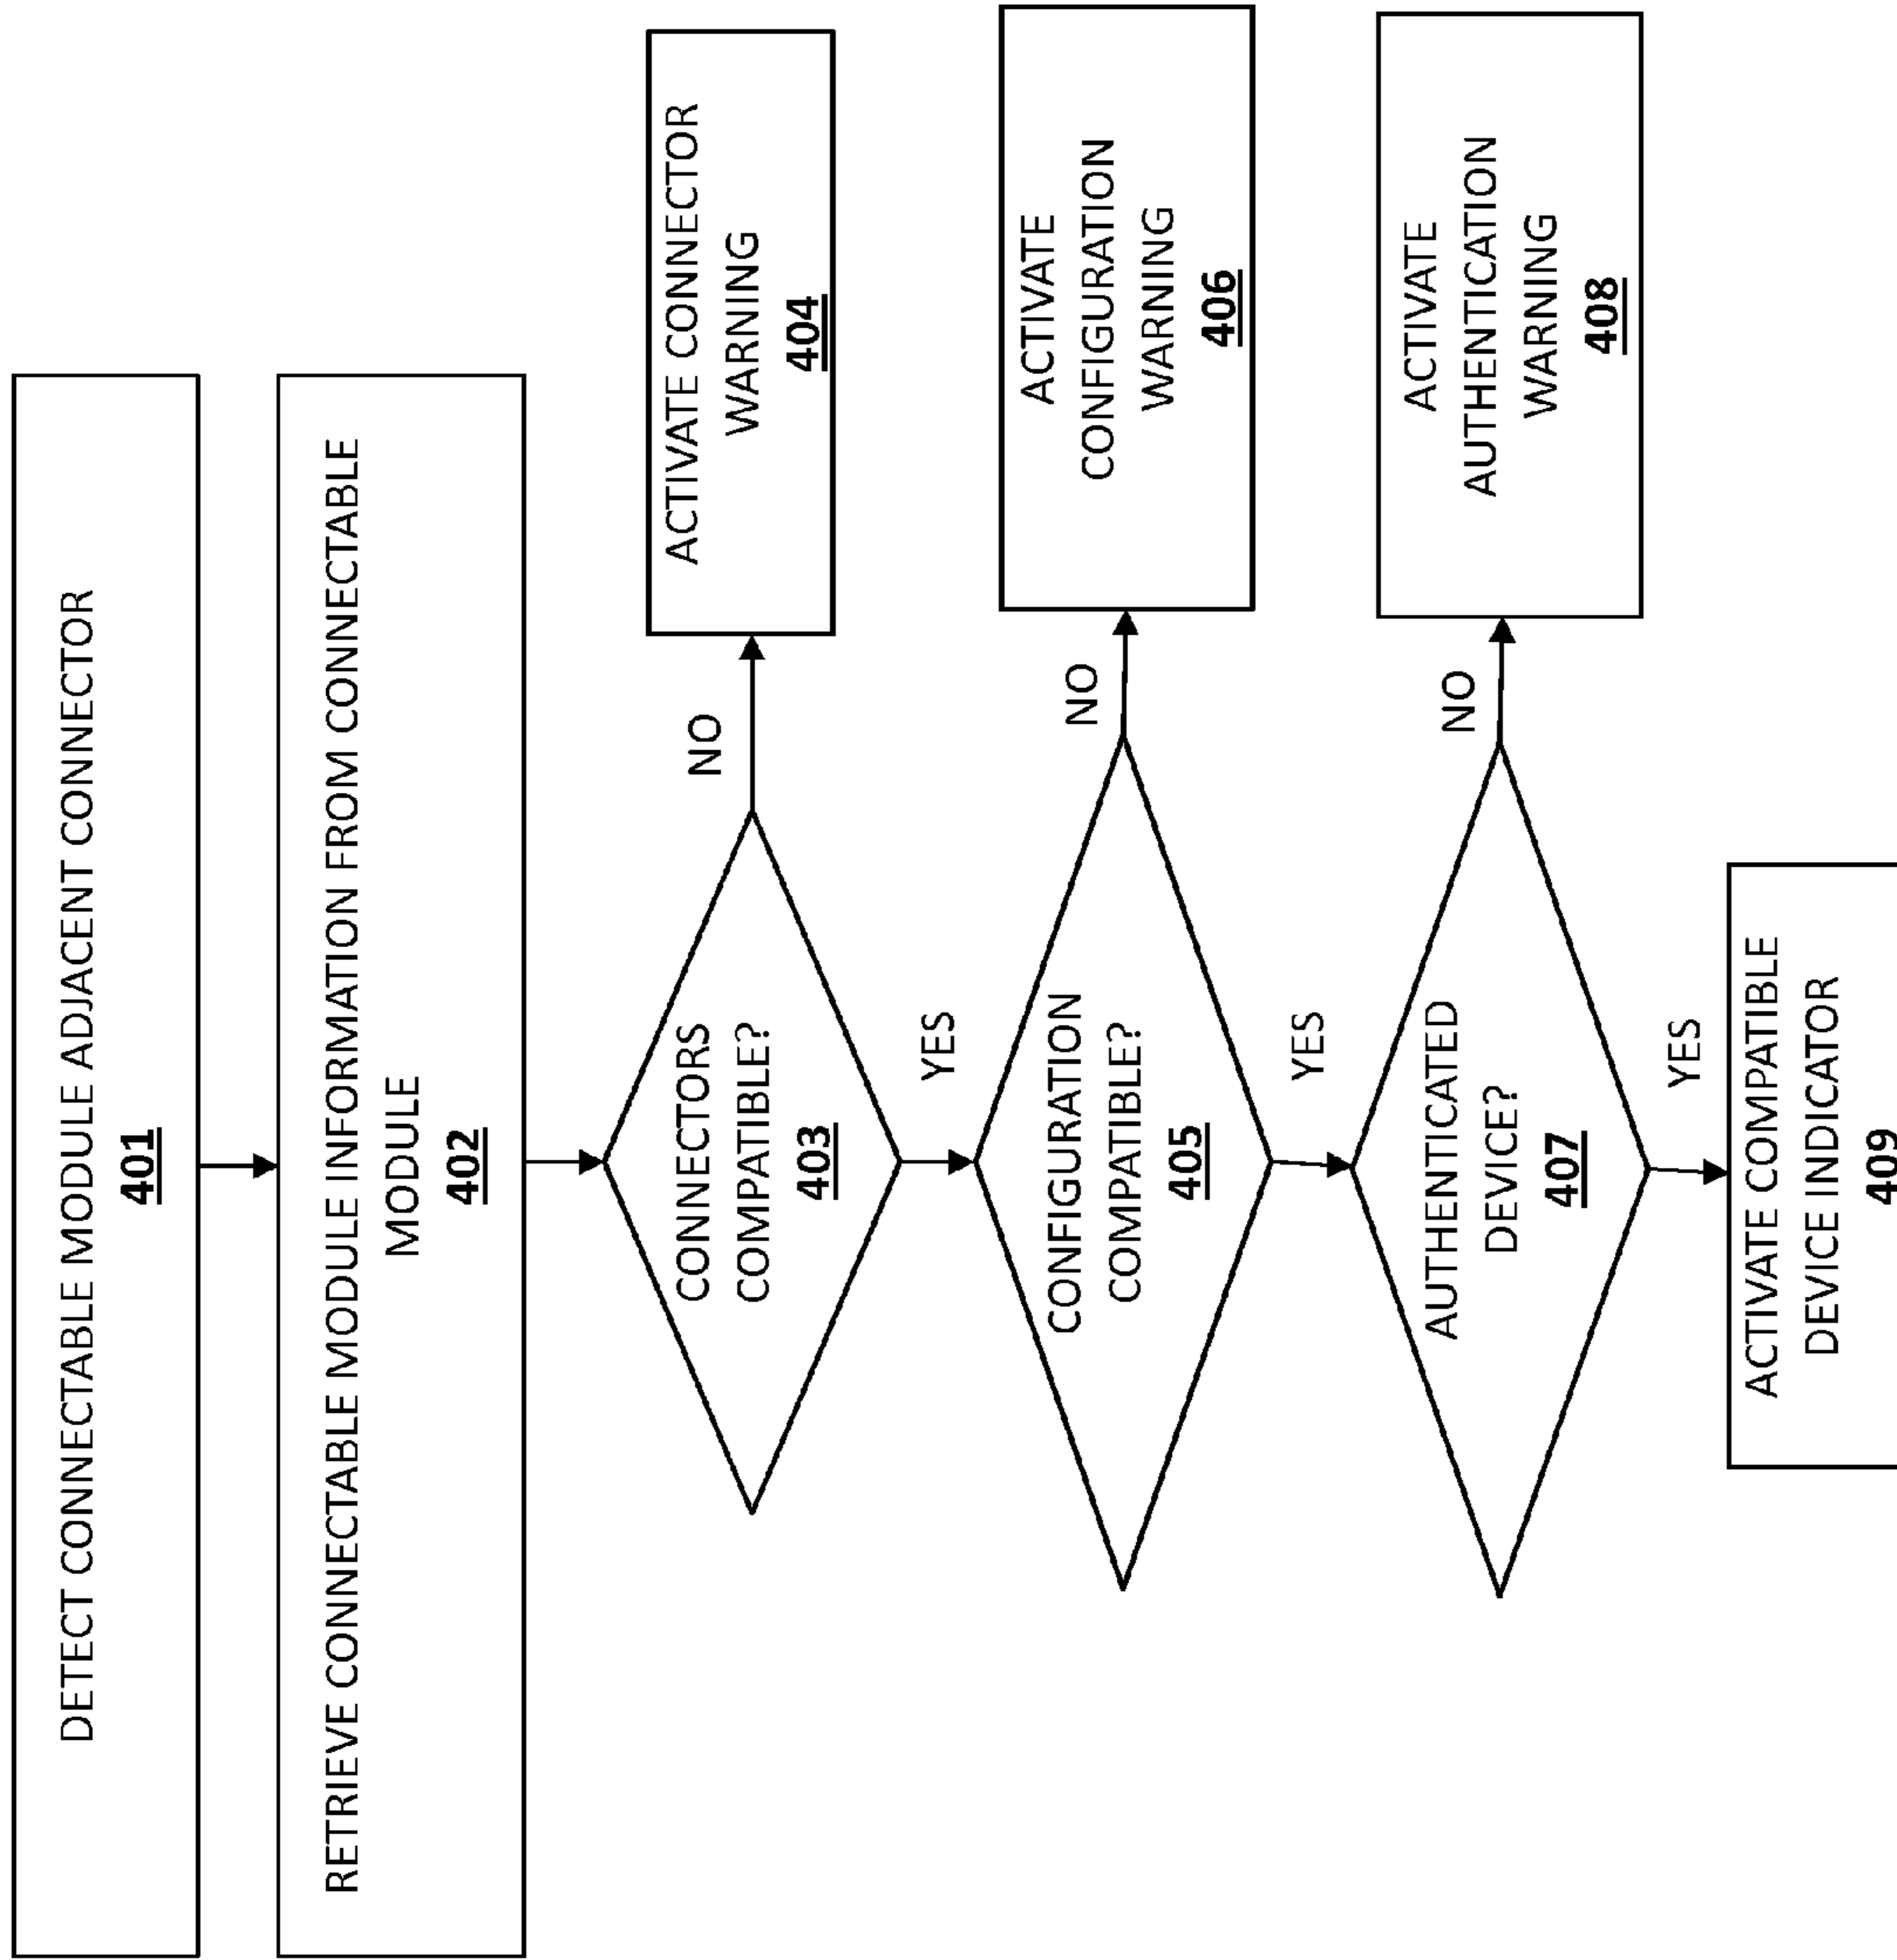 DETECT CONNECTABLE MODULE ADJACENT CONNECTOR
401
RETRIEVE CONNECTABLE MODULE INFORMATION FROM CONNECTABLE
MODULE
402
CONNECTORS
COMPATIBLE?
403
NO
ACTIVATE CONNECTOR
WARNING
404
YES
CONFIGURATION
COMPATIBLE?
405
NO
ACTIVATE
CONFIGURATION
WARNING
406
YES
AUTHENTICATED
DEVICE?
407
NO
ACTIVATE
AUTHENTICATION
WARNING
408
YES
ACTIVATE COMPATIBLE
DEVICE INDICATOR
409